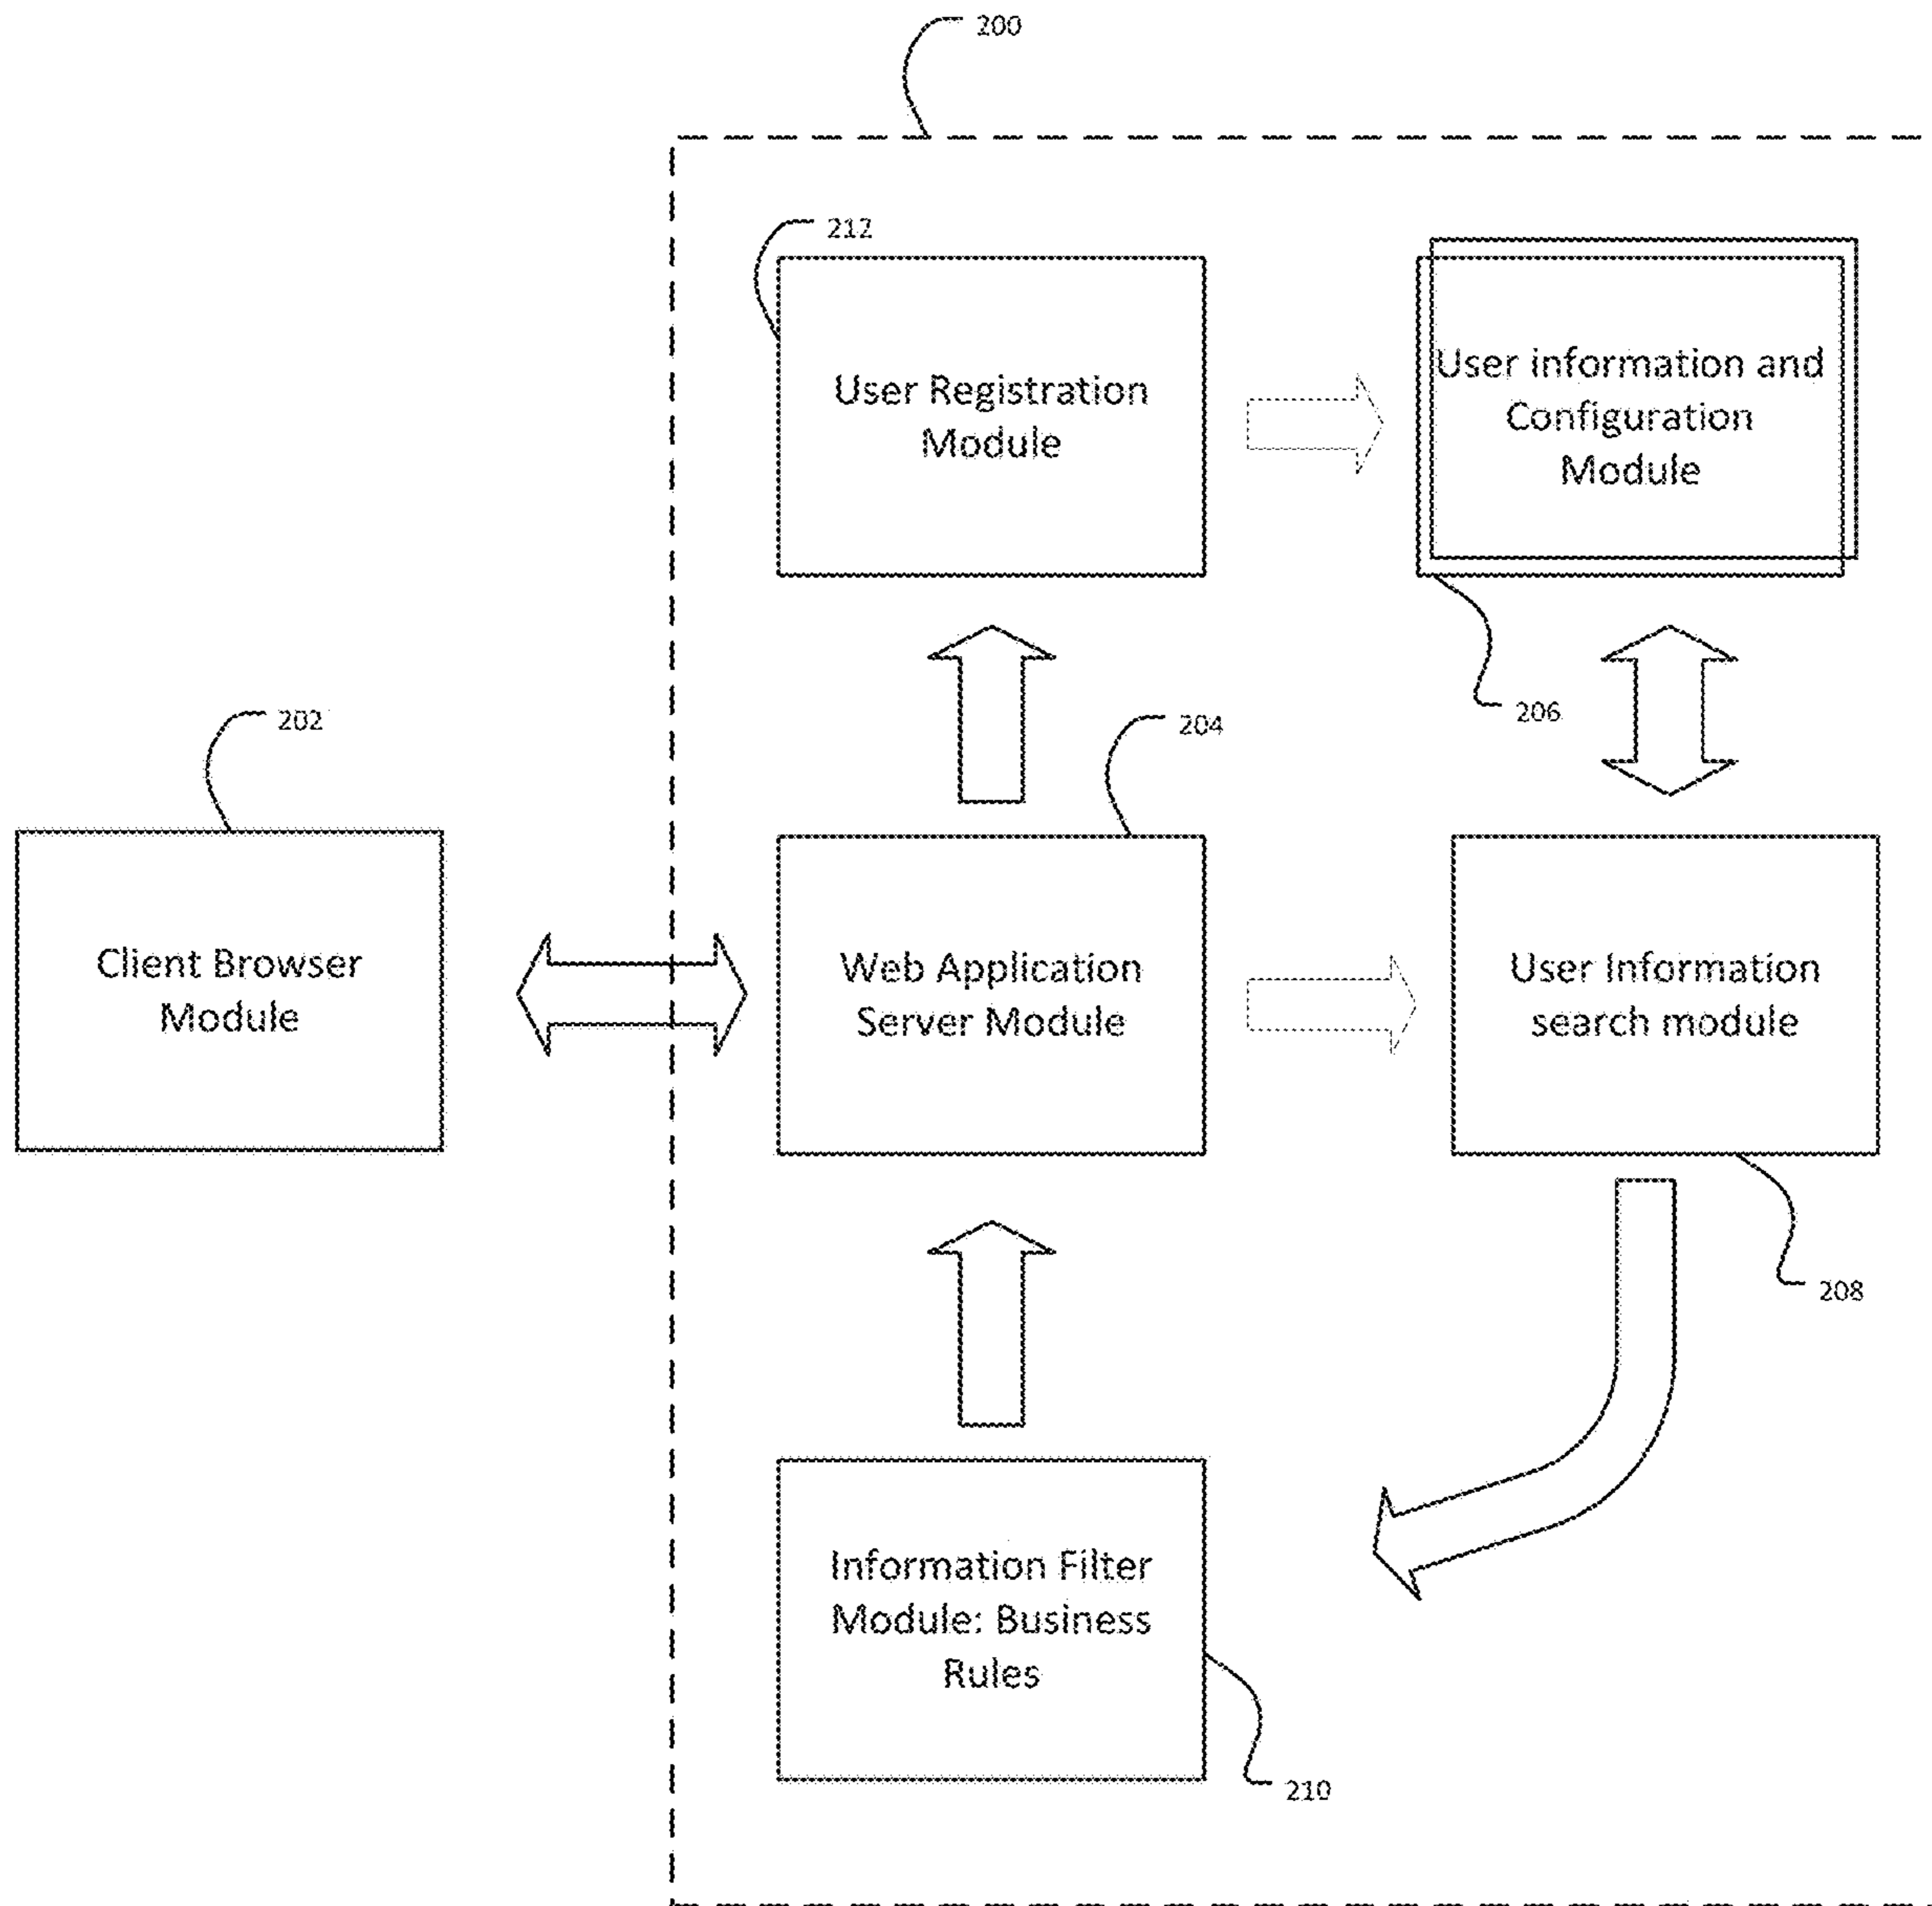 200
212
User Registration
Module
User information and
Configuration
Module
206
202
204
Client Browser
Module
Web Application
Server Module
User Information
search module
208
Information Filter
Module: Business
Rules
210